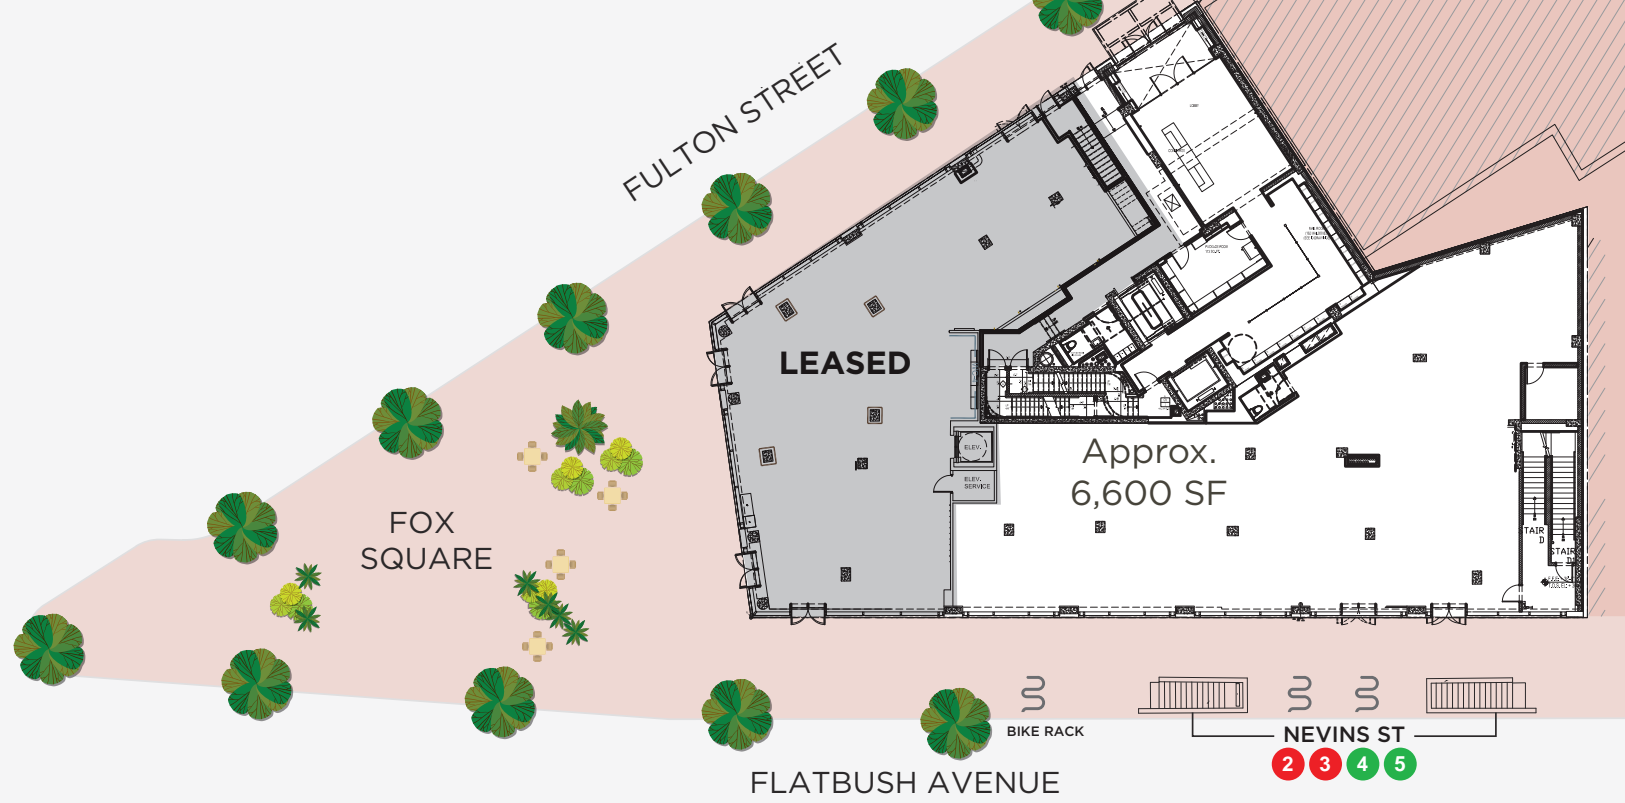 FULTON STREET
LOBBY
LEASED
ELEV.
ELEV.
SERVICE
Approx.
6,600 SF
FOX
SQUARE
STAIR
BIKE RACK
NEVINS ST
2 3 4 5
FLATBUSH AVENUE